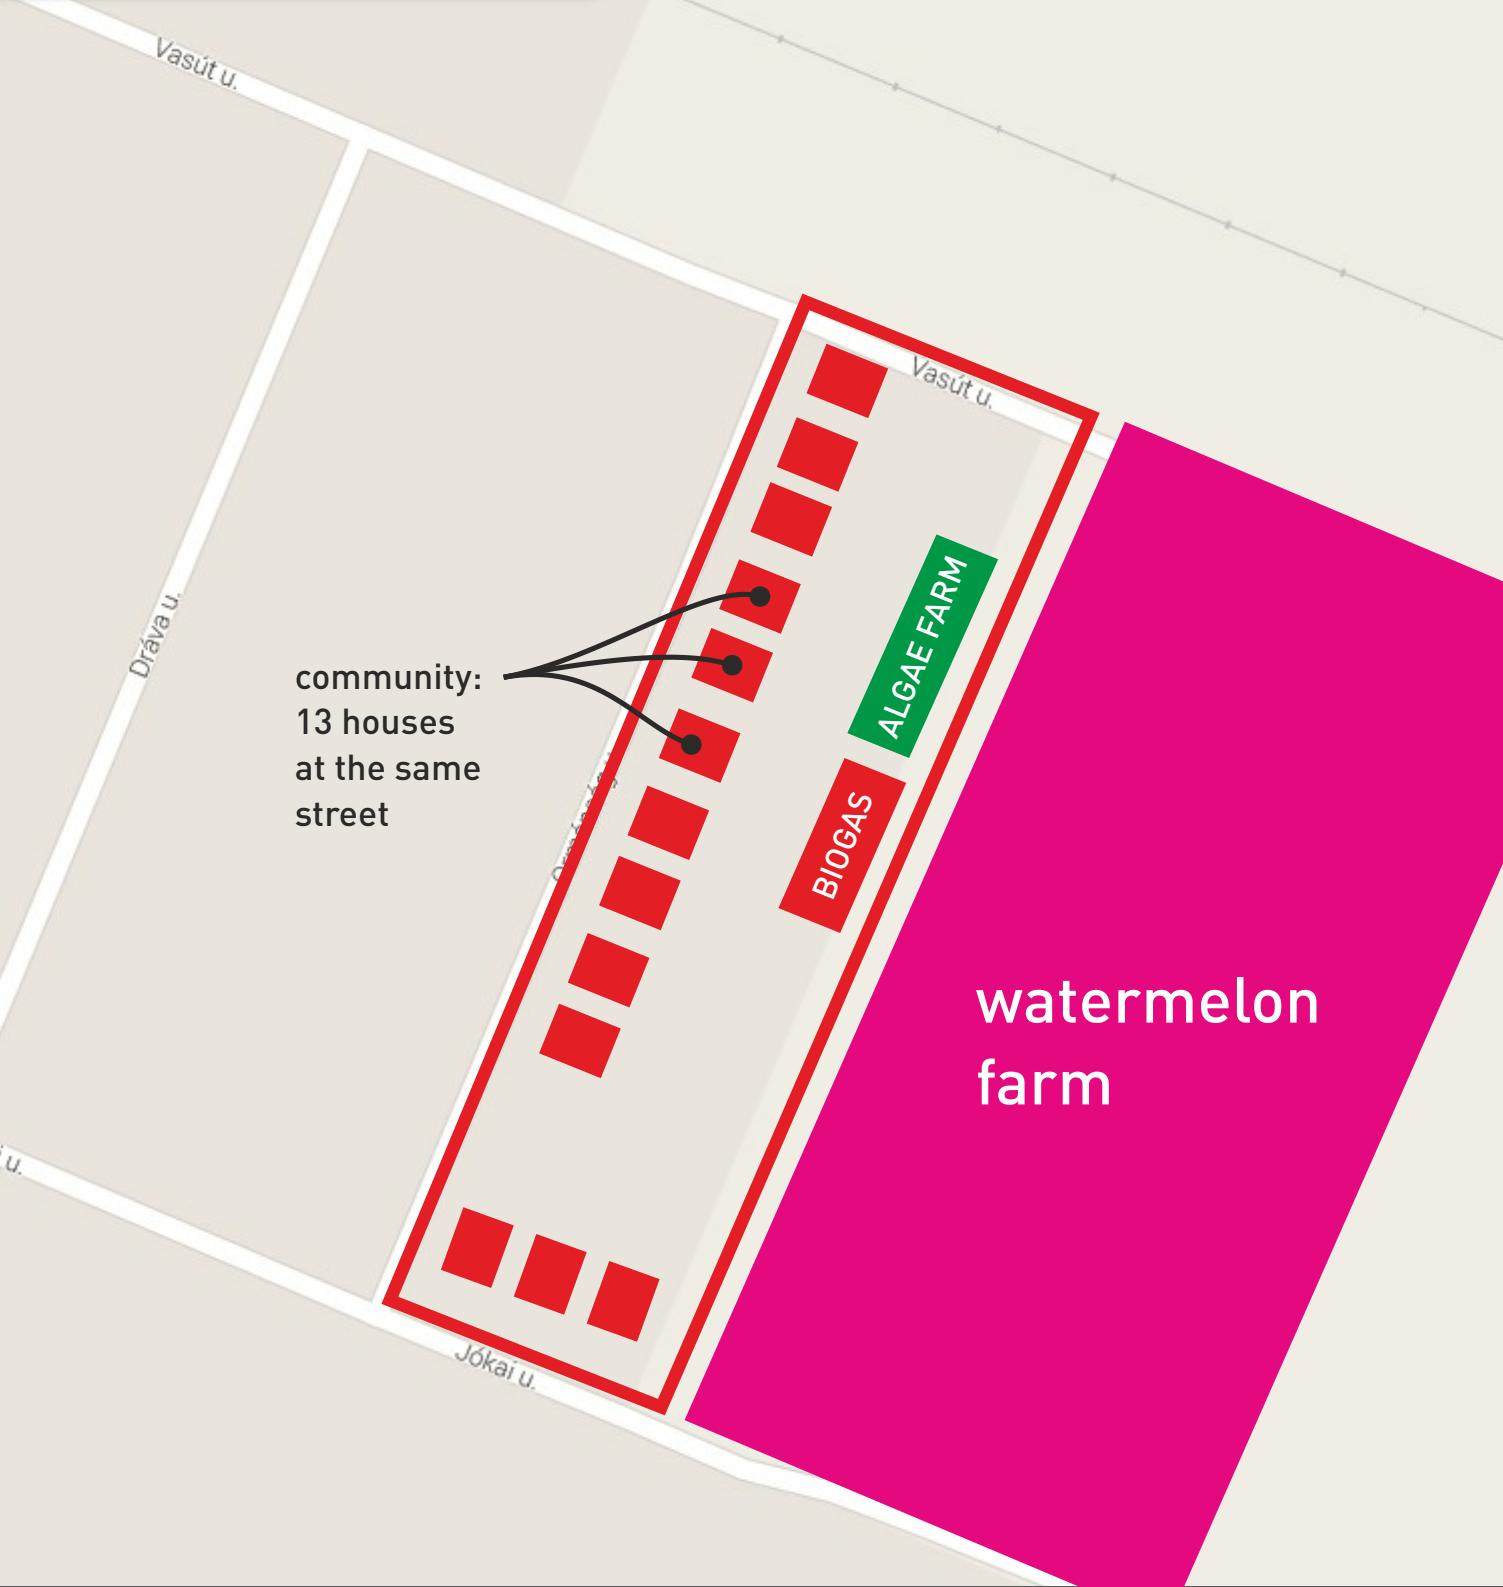 Vasút u.
Vasút u.
Dráva u.
community:
13 houses
at the same
street
ALGAE FARM
BIOGAS
watermelon
farm
u.
Jókai u.